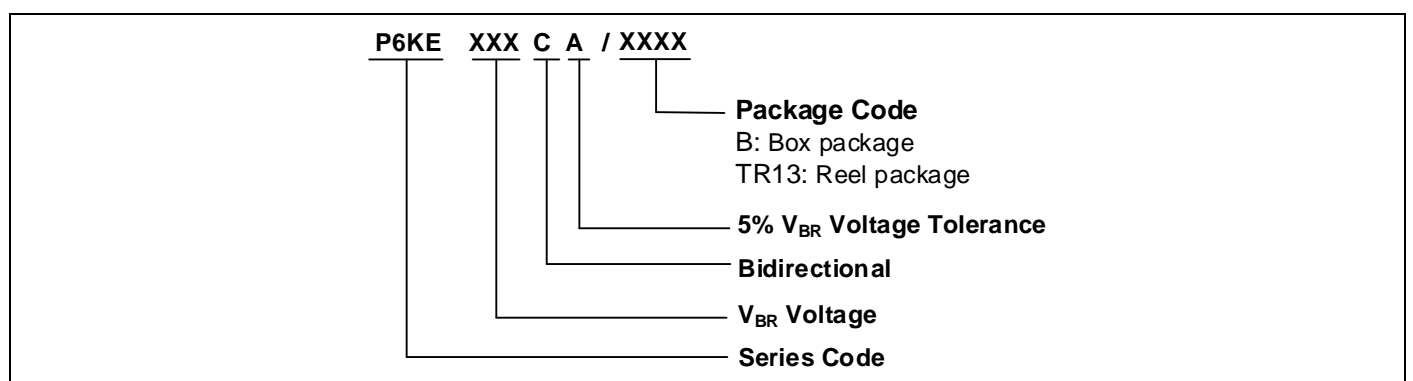 P6KE XXX C A / XXXX
Package Code
B: Box package
TR13: Reel package
5% VBR Voltage Tolerance
Bidirectional
VBR Voltage
Series Code